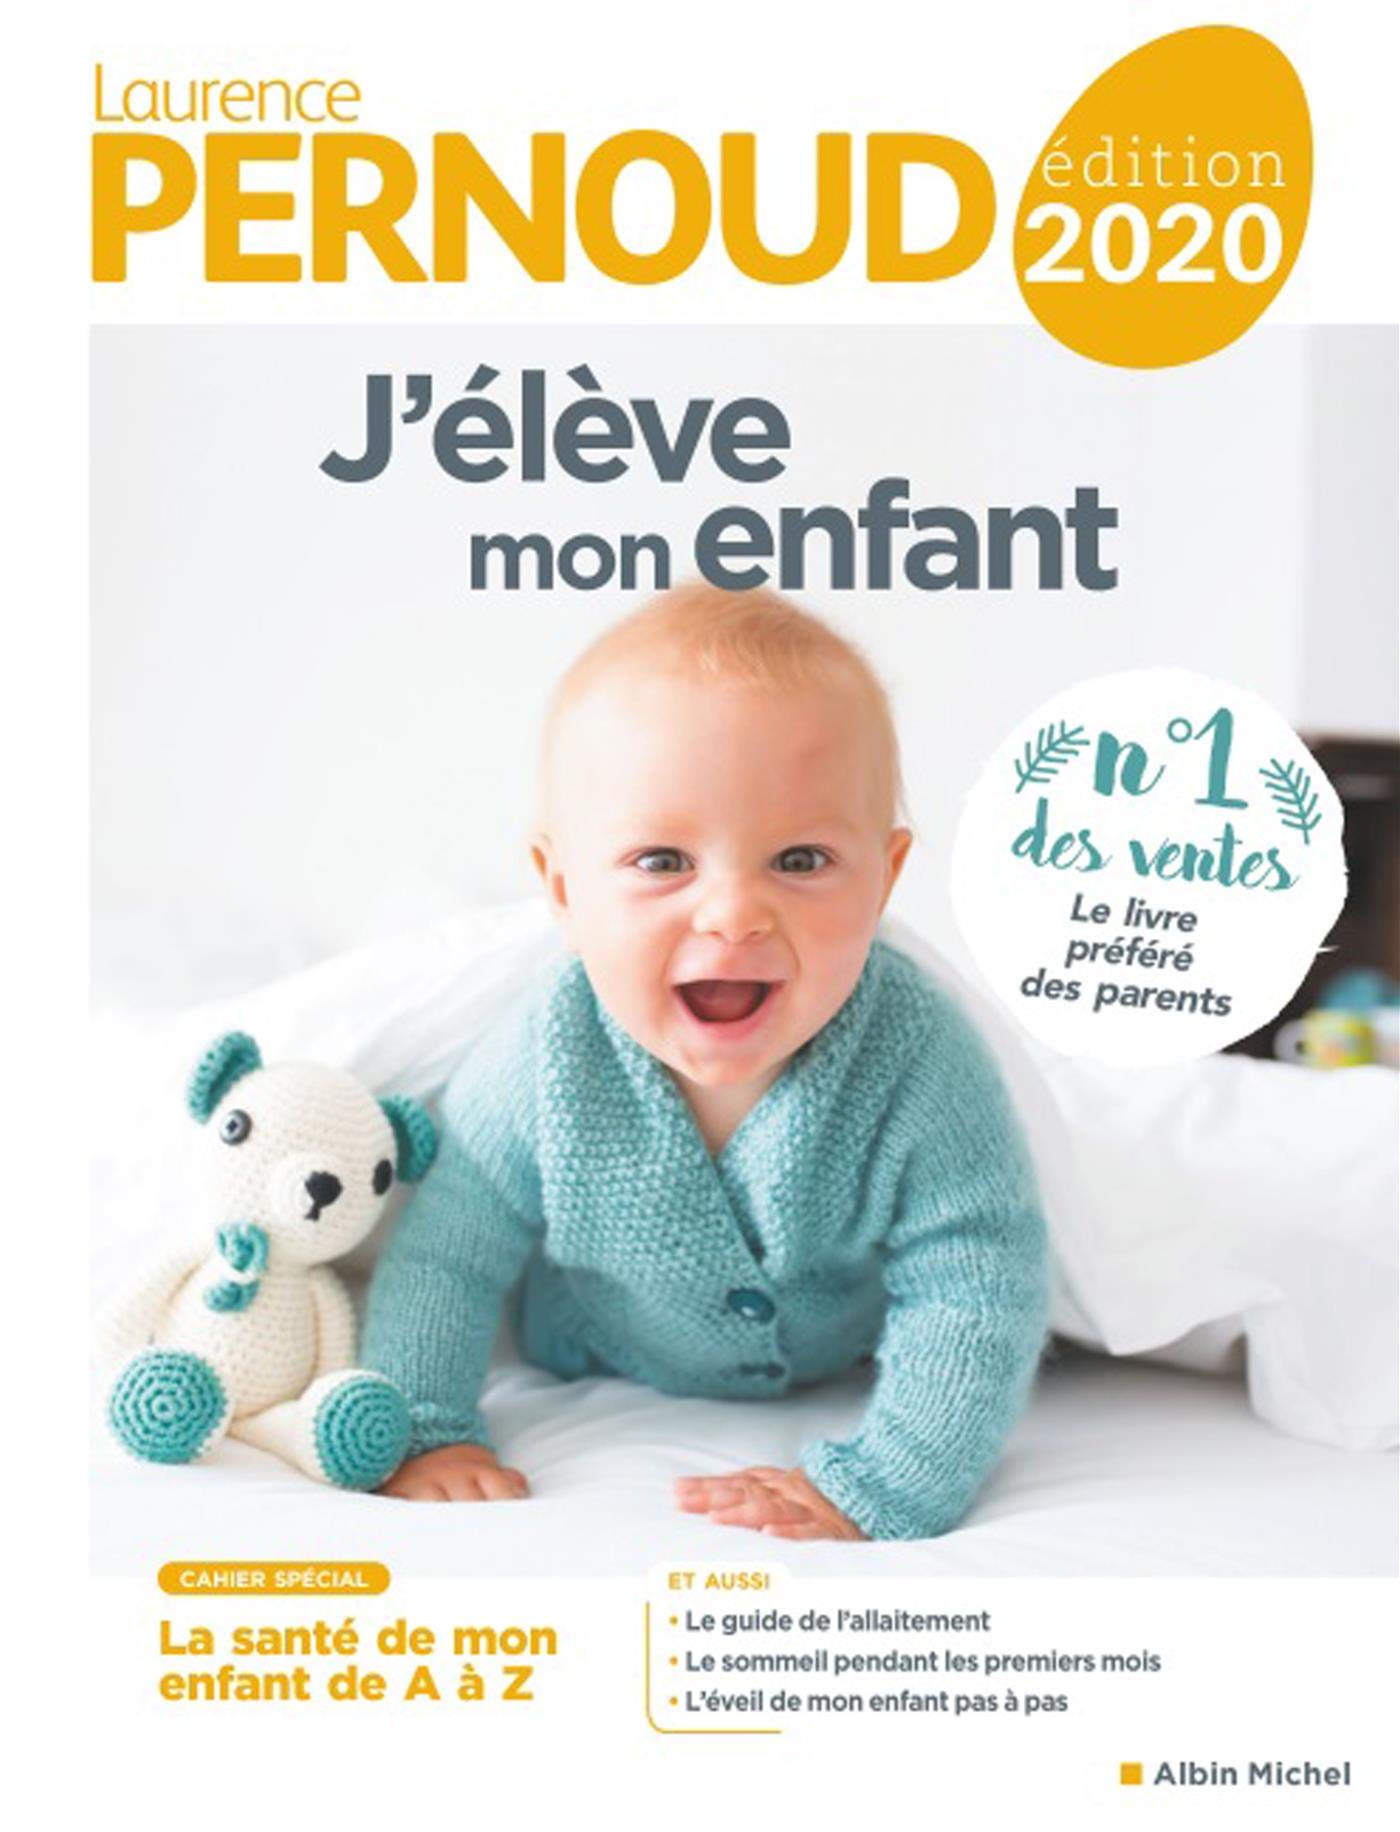 Laurence
PERNOUD
édition
2020
J'élève
mon enfant
n°1
des ventes
Le livre
préféré
des parents
CAHIER SPÉCIAL
La santé de mon
enfant de A à Z
ET AUSSI
• Le guide de l'allaitement
• Le sommeil pendant les premiers mois
• L'éveil de mon enfant pas à pas
Albin Michel